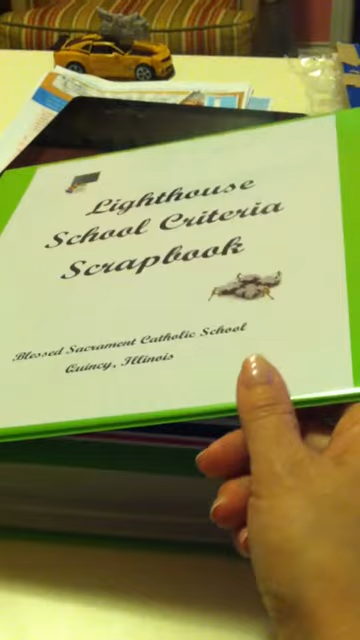 Lighthouse
School Criteria
Scrapbook
Blessed Sacrament Catholic School
Quincy, Illinois